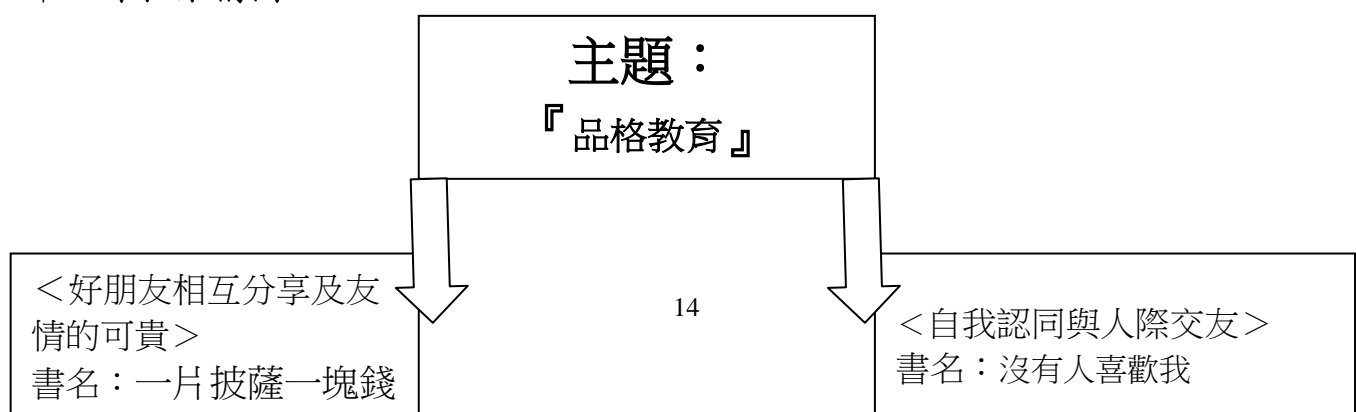 主題：
『品格教育』
＜好朋友相互分享及友
情的可貴＞
書名：一片披薩一塊錢
14
＜自我認同與人際交友＞
書名：沒有人喜歡我